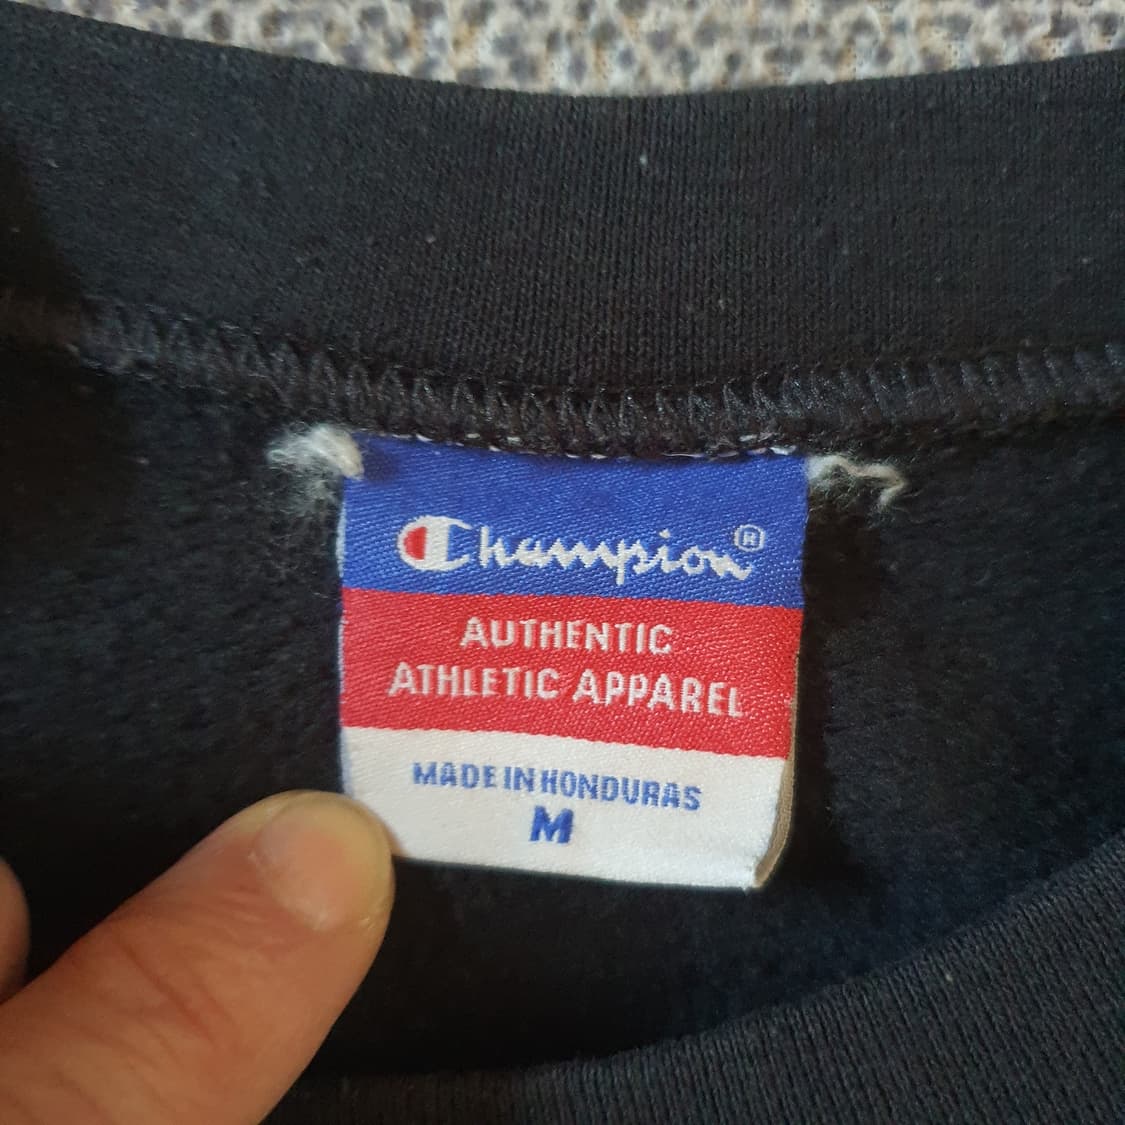 Champion®
AUTHENTIC
ATHLETIC APPAREL
MADE IN HONDURAS
M